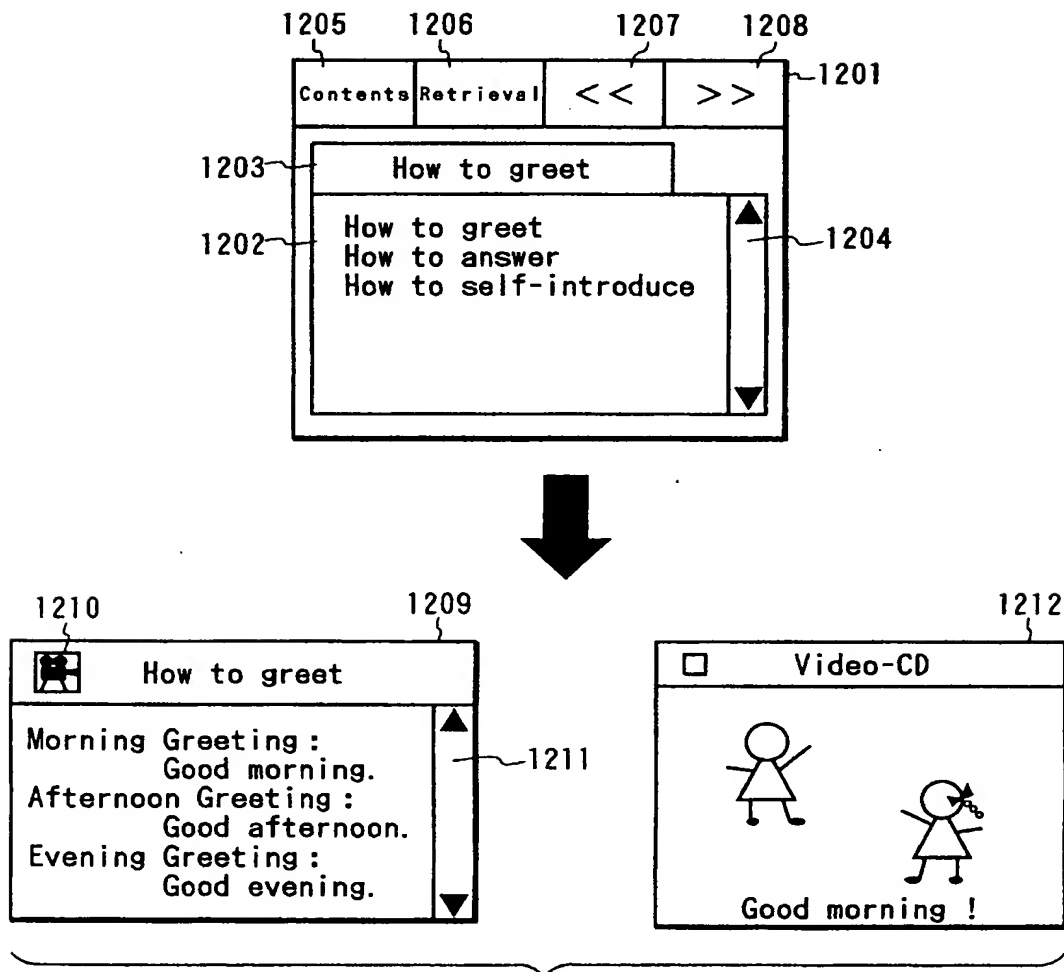 1205 1206 1207 1208
1201
Contents Retrieval << >>
1203 How to greet
1202 How to greet
1204
How to answer
How to self-introduce
1210 1209 1212
How to greet
Video-CD
Morning Greeting :
Good morning.
1211
Afternoon Greeting :
Good afternoon.
Evening Greeting :
Good evening.
Good morning !